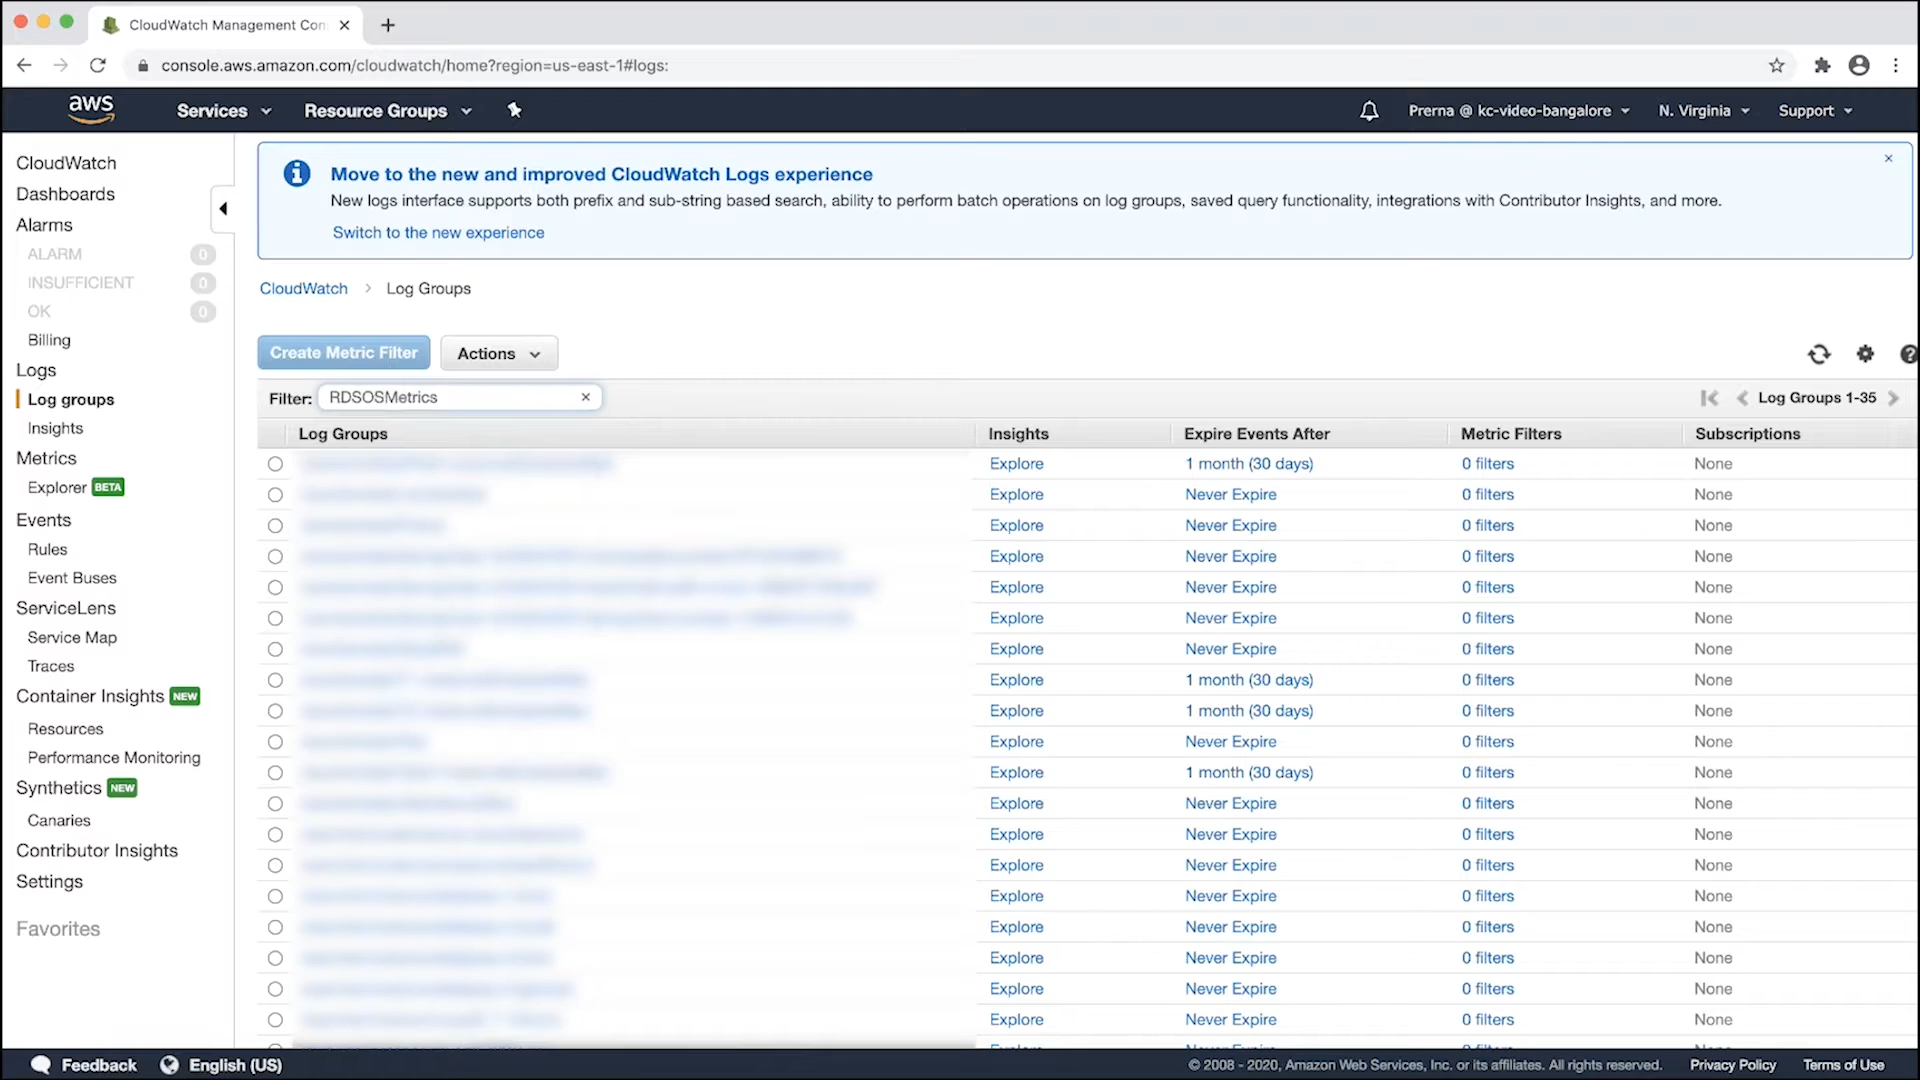 CloudWatch Management Con
console.aws.amazon.com/cloudwatch/home?region=us-east-1#logs:
aws Services Resource Groups Prerna @ kc-video-bangalore N. Virginia Support
CloudWatch
Dashboards
Alarms
ALARM 0
INSUFFICIENT 0
OK 0
Billing
Logs
Log groups
Insights
Metrics
Explorer BETA
Events
Rules
Event Buses
ServiceLens
Service Map
Traces
Container Insights NEW
Resources
Performance Monitoring
Synthetics NEW
Canaries
Contributor Insights
Settings
Favorites
Move to the new and improved CloudWatch Logs experience
New logs interface supports both prefix and sub-string based search, ability to perform batch operations on log groups, saved query functionality, integrations with Contributor Insights, and more.
Switch to the new experience
CloudWatch > Log Groups
Create Metric Filter Actions
Filter: RDSOSMetrics Log Groups 1-35
Log Groups Insights Expire Events After Metric Filters Subscriptions
Explore 1 month (30 days) 0 filters None
Explore Never Expire 0 filters None
Explore Never Expire 0 filters None
Explore Never Expire 0 filters None
Explore Never Expire 0 filters None
Explore Never Expire 0 filters None
Explore Never Expire 0 filters None
Explore 1 month (30 days) 0 filters None
Explore 1 month (30 days) 0 filters None
Explore Never Expire 0 filters None
Explore 1 month (30 days) 0 filters None
Explore Never Expire 0 filters None
Explore Never Expire 0 filters None
Explore Never Expire 0 filters None
Explore Never Expire 0 filters None
Explore Never Expire 0 filters None
Explore Never Expire 0 filters None
Explore Never Expire 0 filters None
Explore Never Expire 0 filters None
Feedback English (US) © 2008 - 2020, Amazon Web Services, Inc. or its affiliates. All rights reserved. Privacy Policy Terms of Use